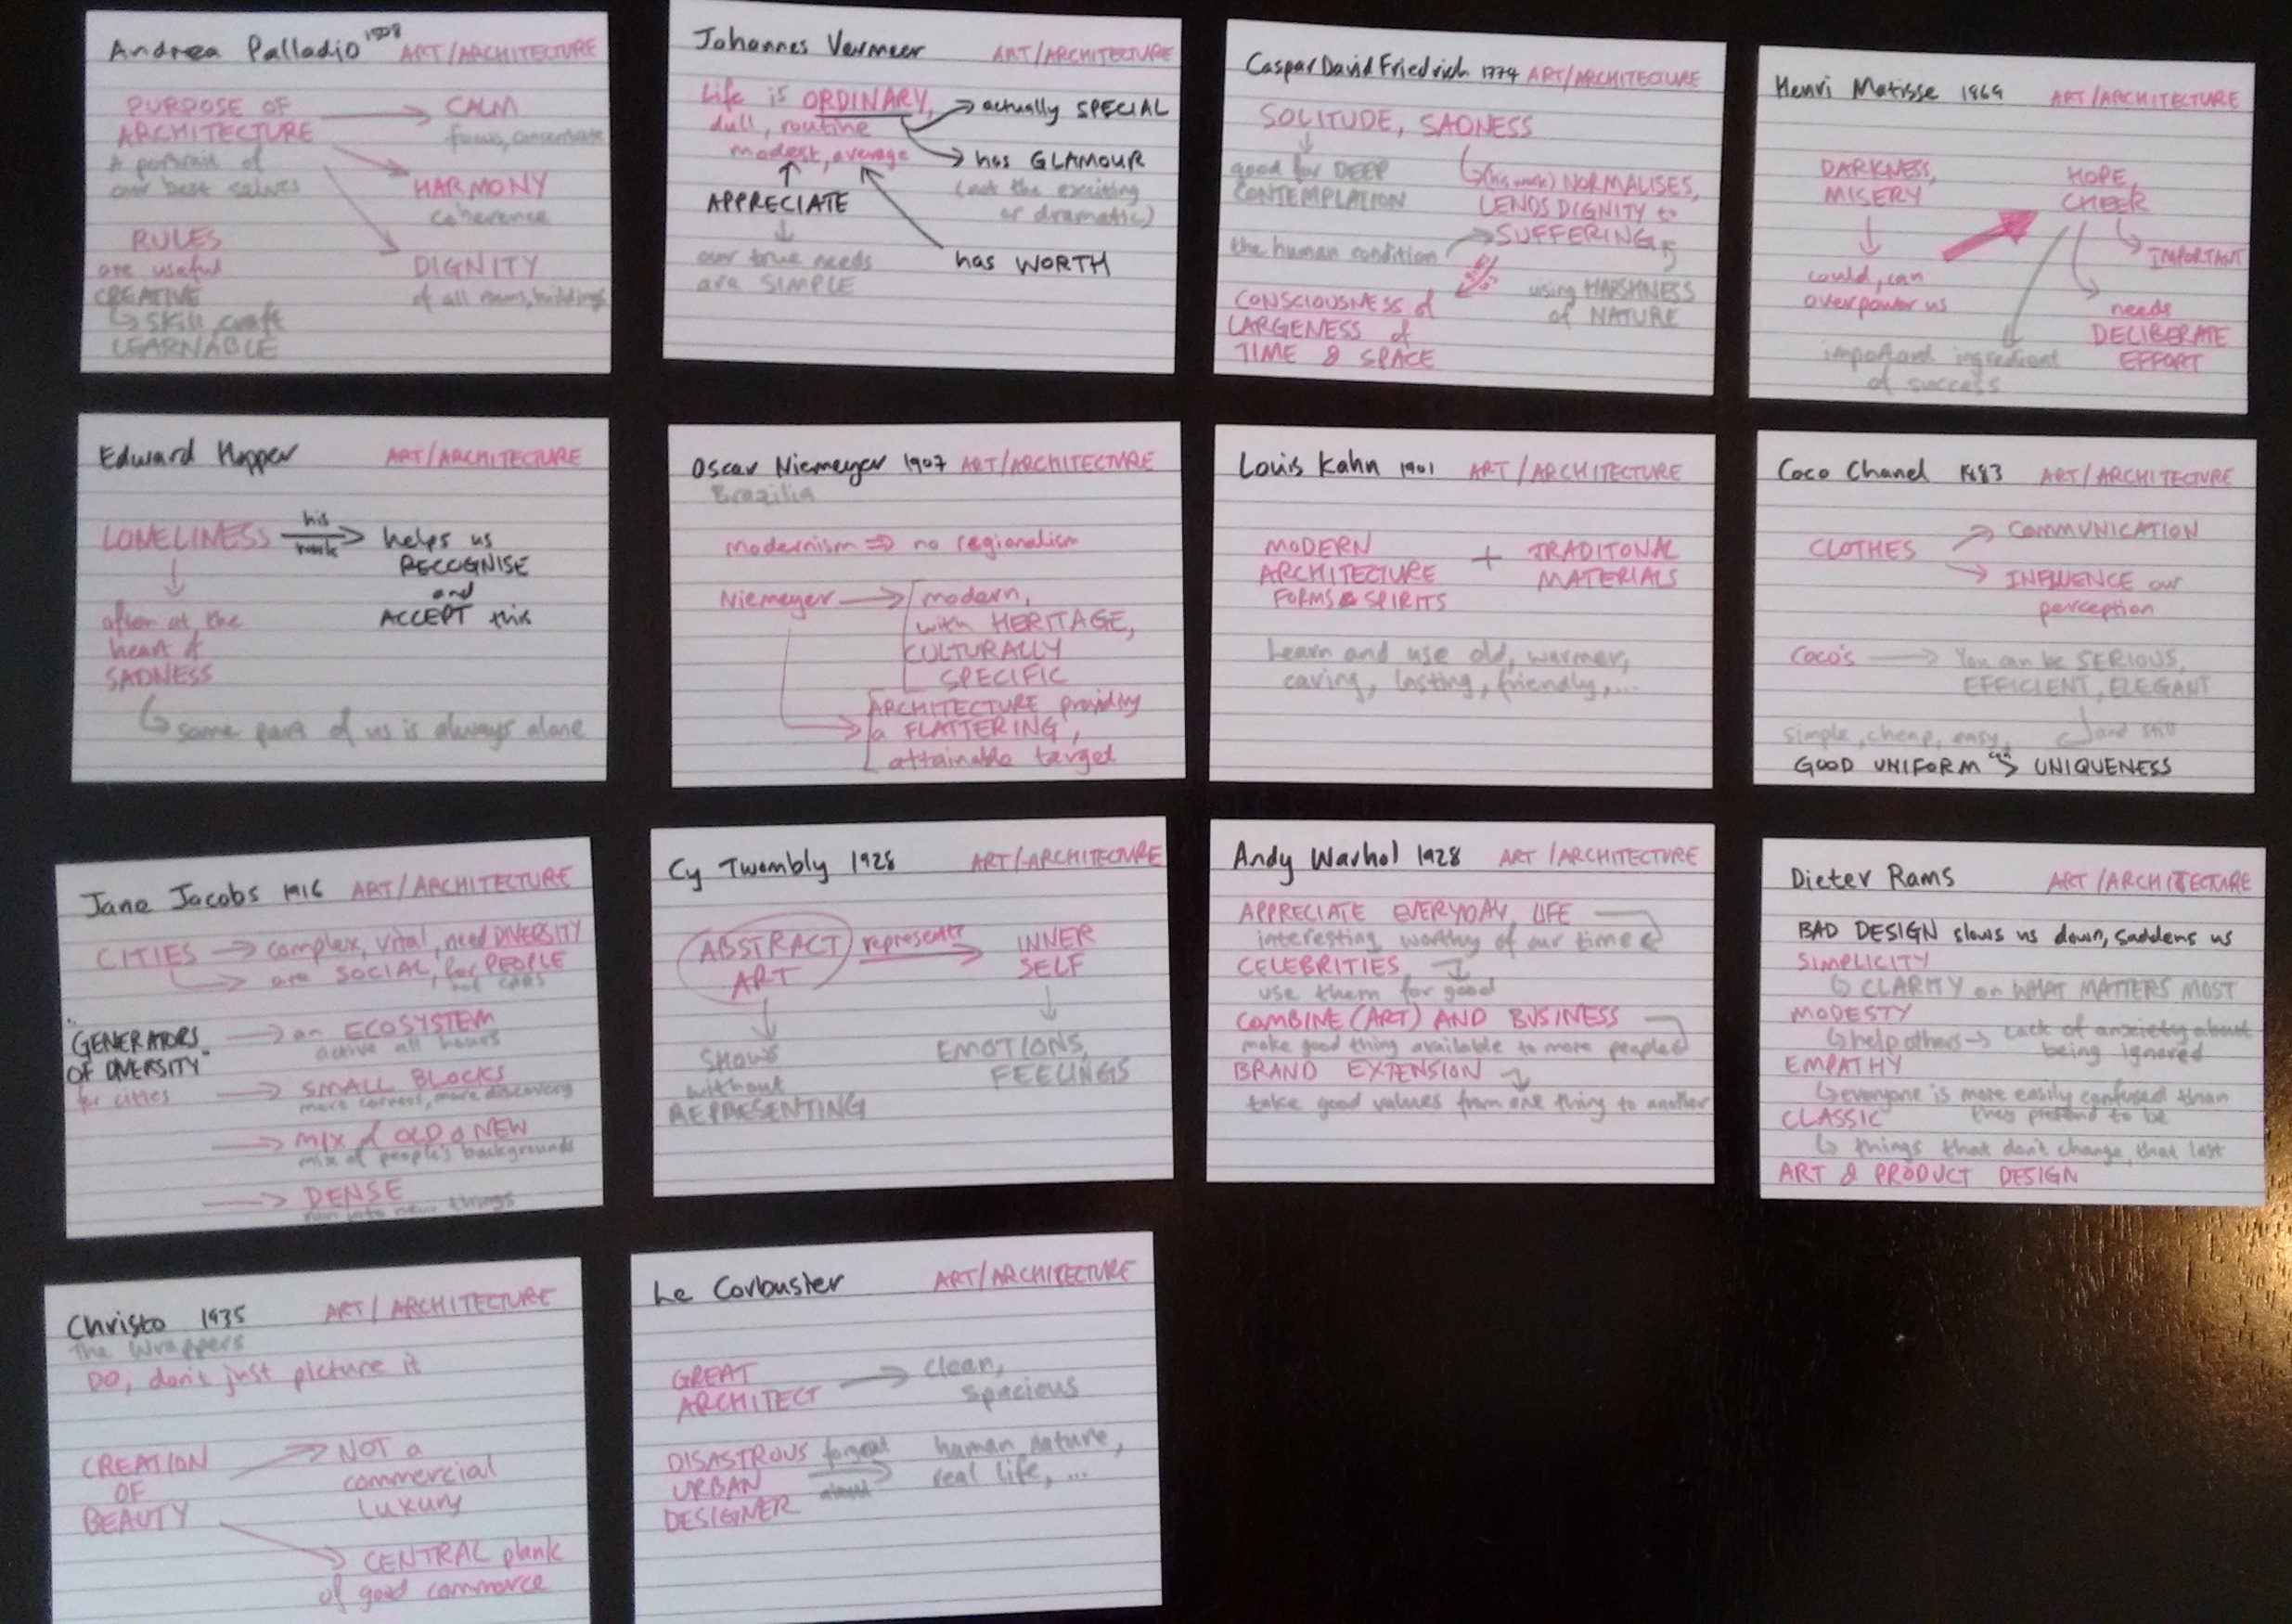 Andrea Palladio 1508 ART/ARCHITECTURE
PURPOSE OF ARCHITECTURE → CALM
focus, concentrate
A portrait of
our best selves
HARMONY
coherence
RULES
are useful
DIGNITY
of all rooms, buildings
CREATIVE
↳ skill, craft
LEARNABLE
Johannes Vermeer ART/ARCHITECTURE
Life is ORDINARY,
dull, routine
modest, average
→ actually SPECIAL
→ has GLAMOUR
(not the exciting
or dramatic)
APPRECIATE
our true needs
are SIMPLE
has WORTH
Caspar David Friedrich 1774 ART/ARCHITECTURE
SOLITUDE, SADNESS
good for DEEP
CONTEMPLATION
(his work) NORMALISES,
LENDS DIGNITY to
SUFFERING
the human condition
using HARSHNESS
of NATURE
CONSCIOUSNESS of
LARGENESS of
TIME & SPACE
Henri Matisse 1869 ART/ARCHITECTURE
DARKNESS,
MISERY
could, can
overpower us
HOPE,
CHEER
IMPORTANT
needs
DELIBERATE
EFFORT
important ingredient
of success
Edward Hopper ART/ARCHITECTURE
LONELINESS his work → helps us
RECOGNISE
and
ACCEPT this
often at the
heart of
SADNESS
↳ some part of us is always alone
Oscar Niemeyer 1907 ART/ARCHITECTURE
Brazilia
Modernism ⇒ no regionalism
Niemeyer → modern,
with HERITAGE,
CULTURALLY
SPECIFIC
ARCHITECTURE providing
a FLATTERING,
attainable target
Louis Kahn 1901 ART/ARCHITECTURE
MODERN
ARCHITECTURE
FORMS & SPIRITS
+
TRADITONAL
MATERIALS
Learn and use old, warmer,
caring, lasting, friendly, ...
Coco Chanel 1883 ART/ARCHITECTURE
CLOTHES → COMMUNICATION
→ INFLUENCE our
perception
Coco's → You can be SERIOUS,
EFFICIENT, ELEGANT
simple, cheap, easy, and still
GOOD UNIFORM can → UNIQUENESS
Jane Jacobs 1916 ART/ARCHITECTURE
CITIES → complex, vital, need DIVERSITY
→ are SOCIAL, for PEOPLE
not CARS
"GENERATORS
OF DIVERSITY"
for cities
→ an ECOSYSTEM
active all hours
→ SMALL BLOCKS
more corners, more discovery
→ MIX of OLD & NEW
mix of people's backgrounds
→ DENSE
run into new things
Cy Twombly 1928 ART/ARCHITECTURE
ABSTRACT
ART
represents →
INNER
SELF
SHOWS
without
REPRESENTING
EMOTIONS,
FEELINGS
Andy Warhol 1928 ART/ARCHITECTURE
APPRECIATE EVERYDAY LIFE
interesting, worthy of our time
CELEBRITIES
use them for good
COMBINE (ART) AND BUSINESS
make good thing available to more people
BRAND EXTENSION
take good values from one thing to another
Dieter Rams ART/ARCHITECTURE
BAD DESIGN slows us down, saddens us
SIMPLICITY
↳ CLARITY on WHAT MATTERS MOST
MODESTY
↳ help others → Lack of anxiety about
being ignored
EMPATHY
↳ everyone is more easily confused than
they pretend to be
CLASSIC
↳ things that don't change, that last
ART & PRODUCT DESIGN
Christo 1935 ART/ARCHITECTURE
The Wrappers
DO, don't just picture it
CREATION
OF
BEAUTY
→ NOT a
commercial
luxury
→ CENTRAL plank
of good commerce
Le Corbusier ART/ARCHITECTURE
GREAT
ARCHITECT
→ clean,
spacious
DISASTROUS
URBAN
DESIGNER
forgot →
human nature,
real life, ...